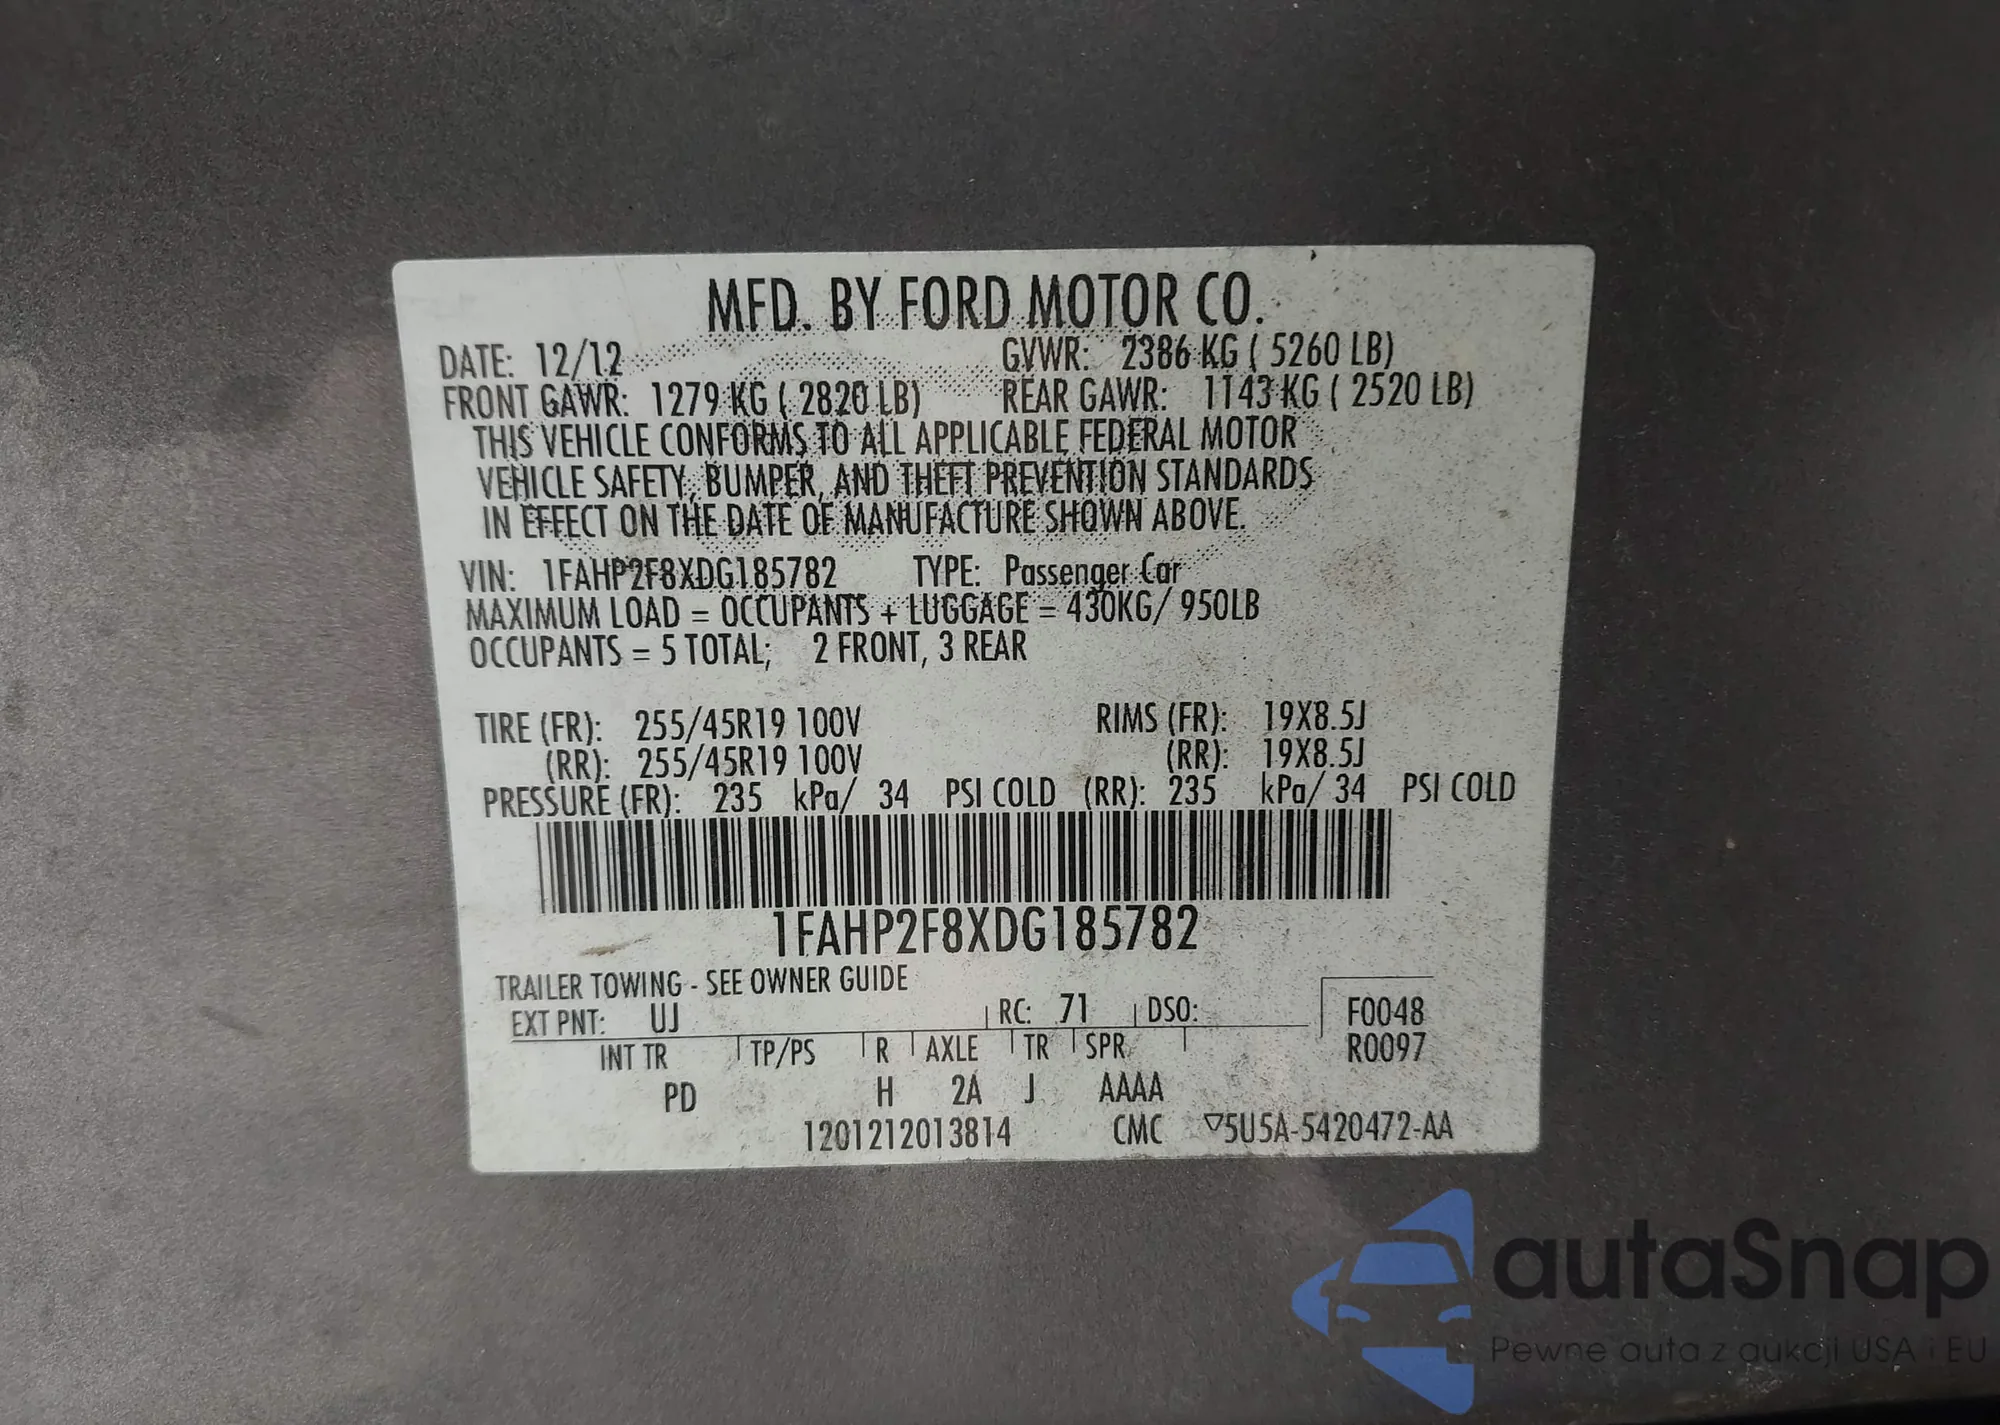 MFD. BY FORD MOTOR CO.
DATE: 12/12 GVWR: 2386 KG ( 5260 LB)
FRONT GAWR: 1279 KG ( 2820 LB) REAR GAWR: 1143 KG ( 2520 LB)
THIS VEHICLE CONFORMS TO ALL APPLICABLE FEDERAL MOTOR
VEHICLE SAFETY, BUMPER, AND THEFT PREVENTION STANDARDS
IN EFFECT ON THE DATE OF MANUFACTURE SHOWN ABOVE.
VIN: 1FAHP2F8XDG185782 TYPE: Passenger Car
MAXIMUM LOAD = OCCUPANTS + LUGGAGE = 430KG/ 950LB
OCCUPANTS = 5 TOTAL; 2 FRONT, 3 REAR
TIRE (FR): 255/45R19 100V RIMS (FR): 19X8.5J
(RR): 255/45R19 100V (RR): 19X8.5J
PRESSURE (FR): 235 kPa/ 34 PSI COLD (RR): 235 kPa/ 34 PSI COLD
1FAHP2F8XDG185782
TRAILER TOWING - SEE OWNER GUIDE
EXT PNT: UJ RC: 71 DSO: F0048
INT TR TP/PS R AXLE TR SPR R0097
PD H 2A J AAAA
1201212013814 CMC ▽5U5A-5420472-AA
autaSnap
Pewne auta z aukcji USA i EU